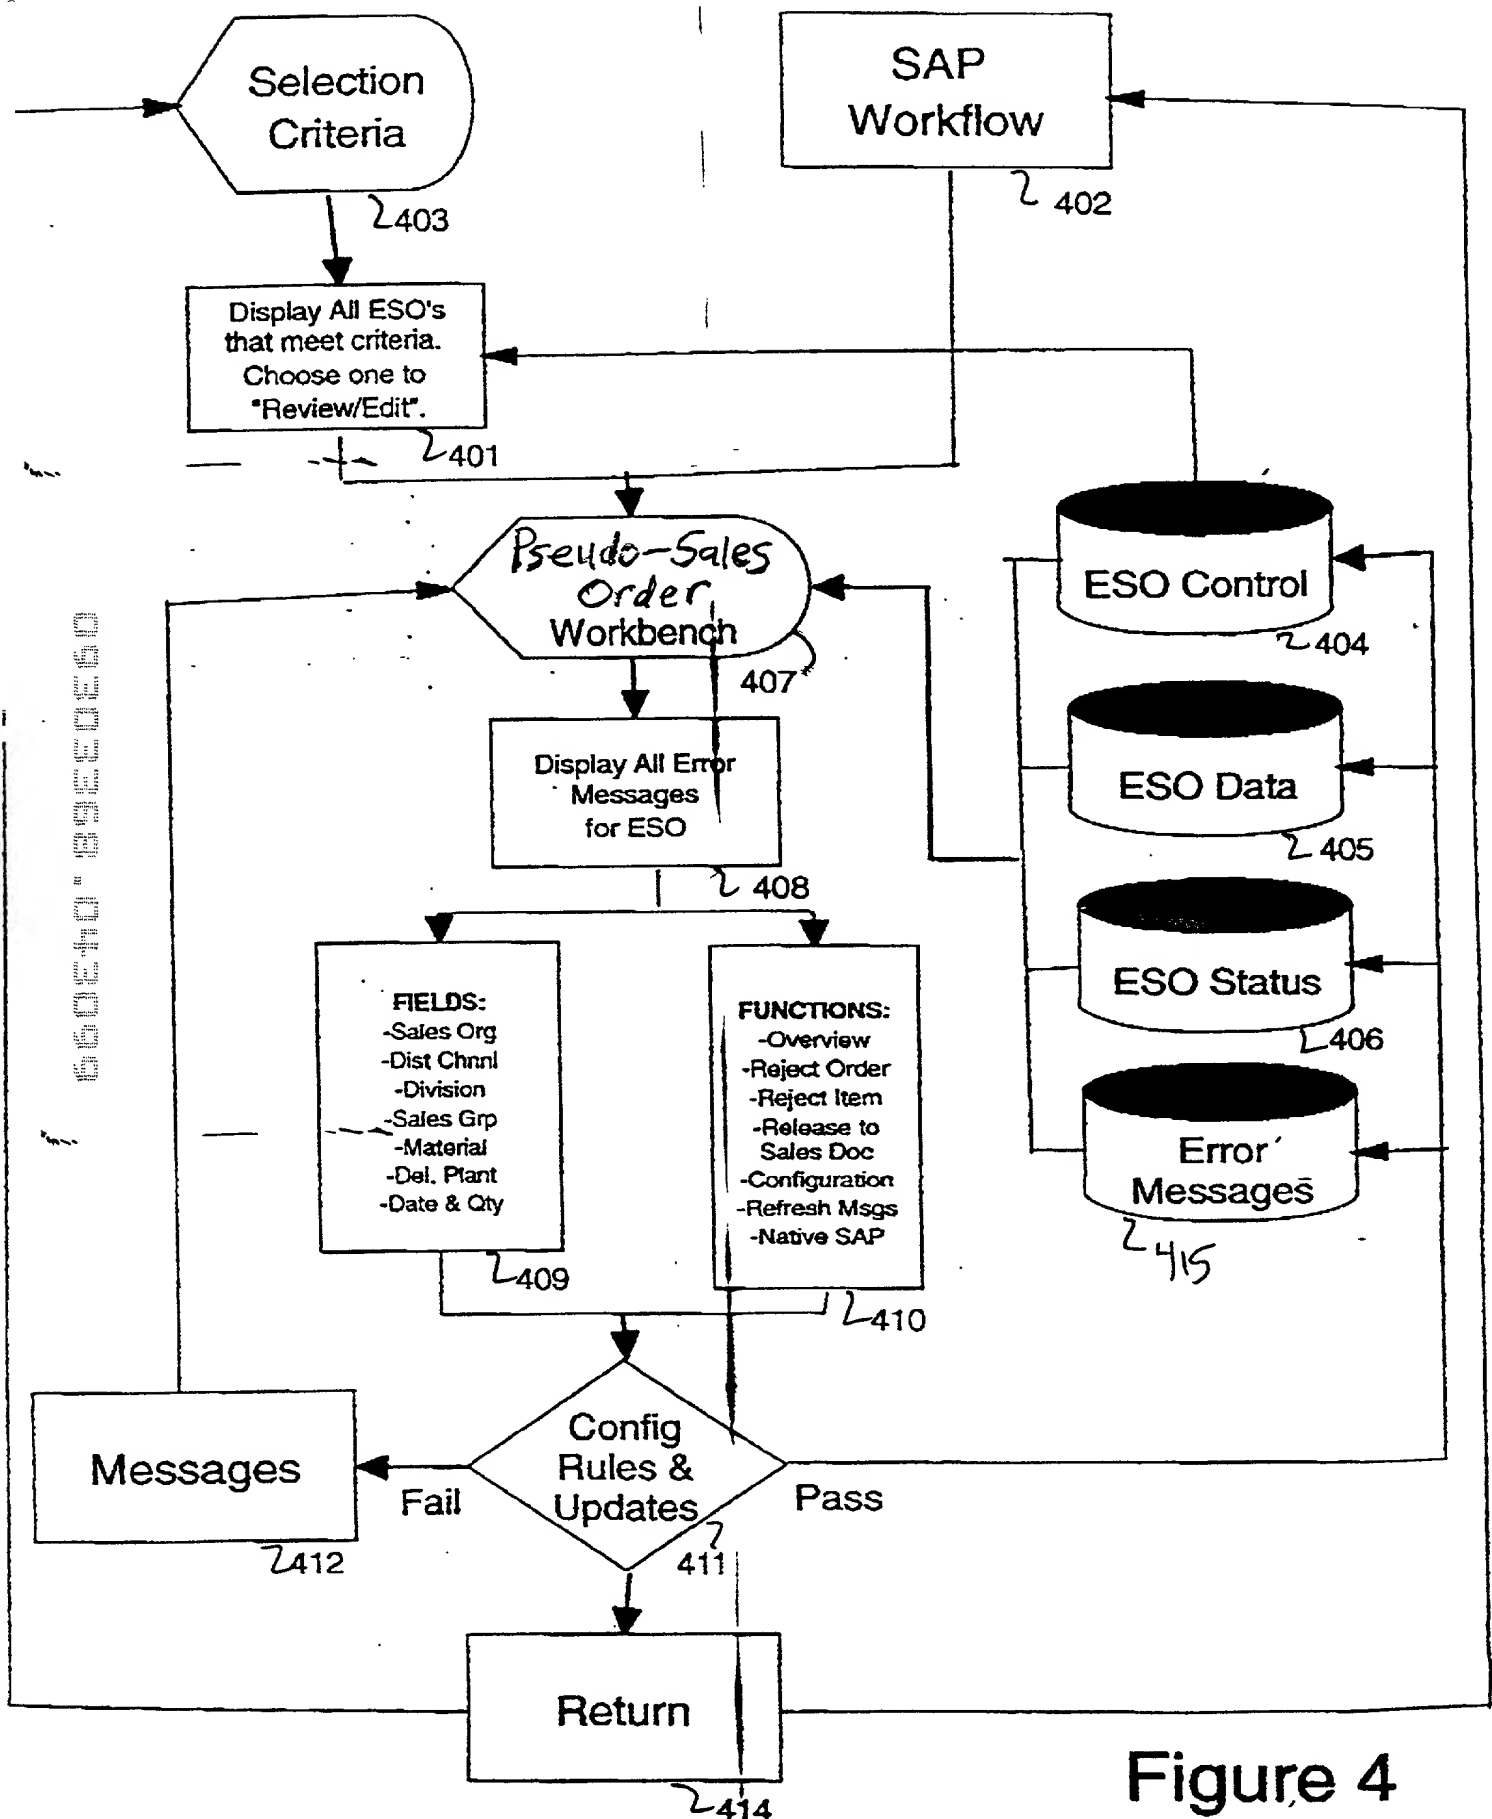 Selection
Criteria
403
SAP
Workflow
402
Display All ESO's
that meet criteria.
Choose one to
"Review/Edit".
401
Pseudo-Sales
Order
Workbench
407
ESO Control
404
Display All Error
Messages
for ESO
408
ESO Data
405
ESO Status
406
Error
Messages
415
FIELDS:
-Sales Org
-Dist Chnnl
-Division
-Sales Grp
-Material
-Del. Plant
-Date & Qty
409
FUNCTIONS:
-Overview
-Reject Order
-Reject Item
-Release to
Sales Doc
-Configuration
-Refresh Msgs
-Native SAP
410
Config
Rules &
Updates
411
Messages
412
Fail
Pass
Return
414
Figure 4